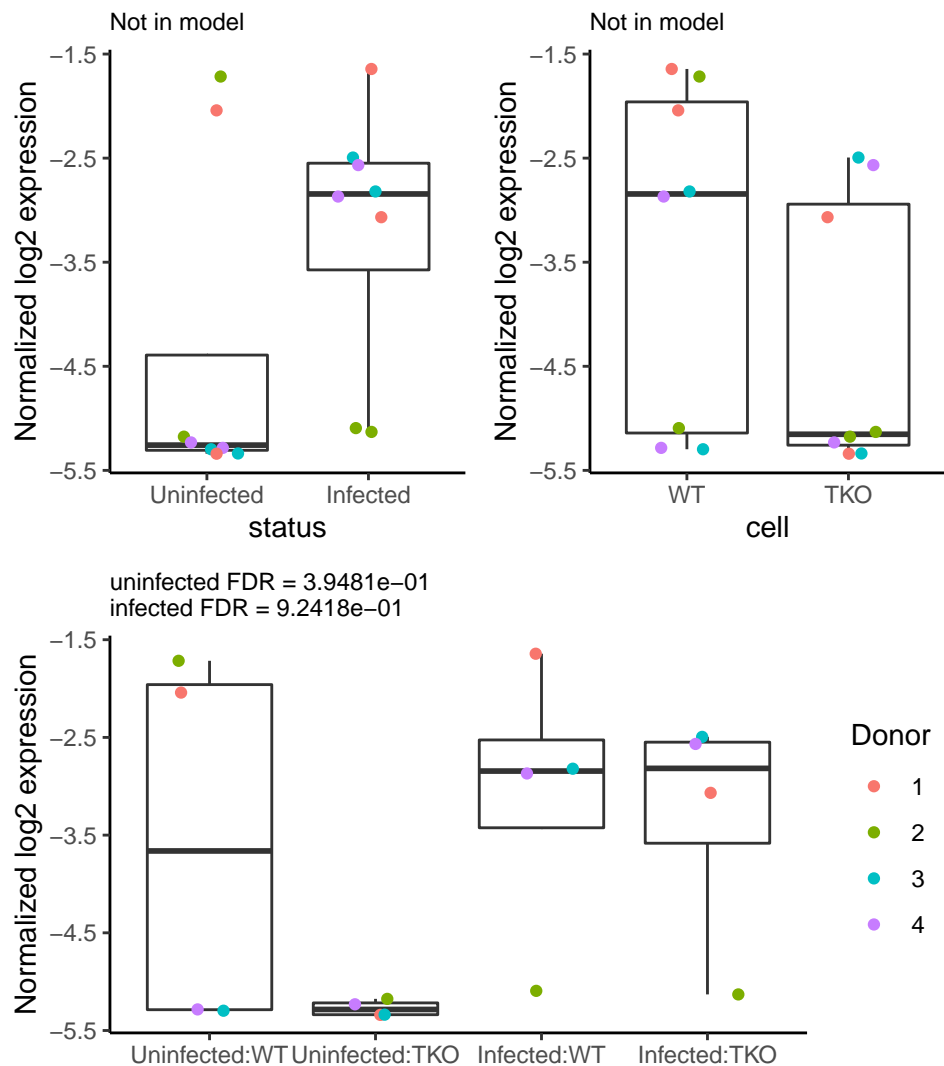 Not in model
Normalized log2 expression
−1.5
−2.5
−3.5
−4.5
−5.5
Uninfected
Infected
status
Not in model
Normalized log2 expression
−1.5
−2.5
−3.5
−4.5
−5.5
WT
TKO
cell
uninfected FDR = 3.9481e−01
infected FDR = 9.2418e−01
Normalized log2 expression
−1.5
−2.5
−3.5
−4.5
−5.5
Uninfected:WT
Uninfected:TKO
Infected:WT
Infected:TKO
Donor
1
2
3
4